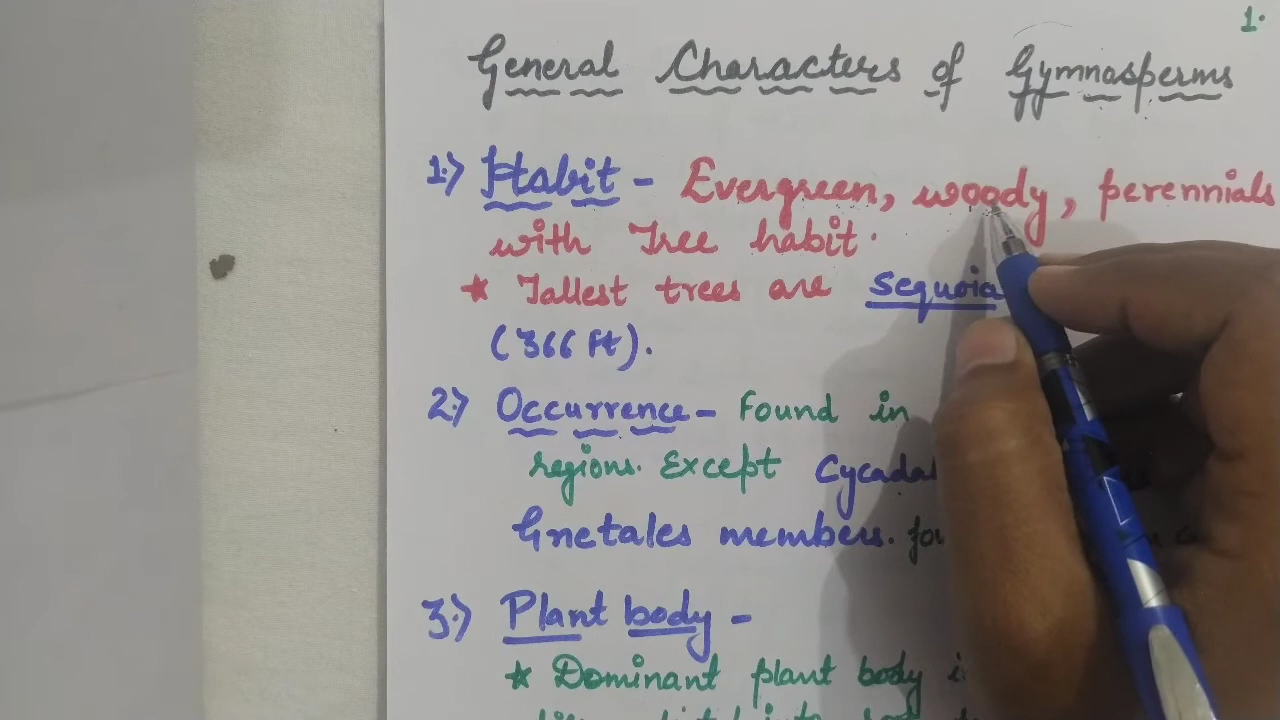 1.
General Characters of Gymnosperms
1.) Habit - Evergreen, woody, perennials
with Tree habit.
* Tallest trees are Sequoia
(366 ft).
2.) Occurrence - Found in
regions. Except Cycadal
Gnetales members.
3.) Plant body -
* Dominant plant body